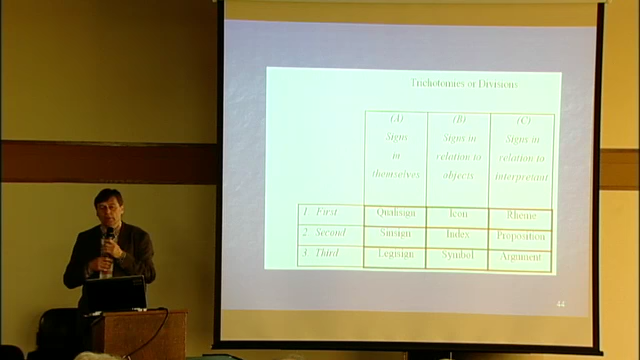 Trichotomies or Divisions
(A) (B) (C)
Signs Signs in Signs in
in relation to relation to
themselves objects interpretant
1 First Qualisign Icon Rheme
2 Second Sinsign Index Proposition
3 Third Legisign Symbol Argument
44